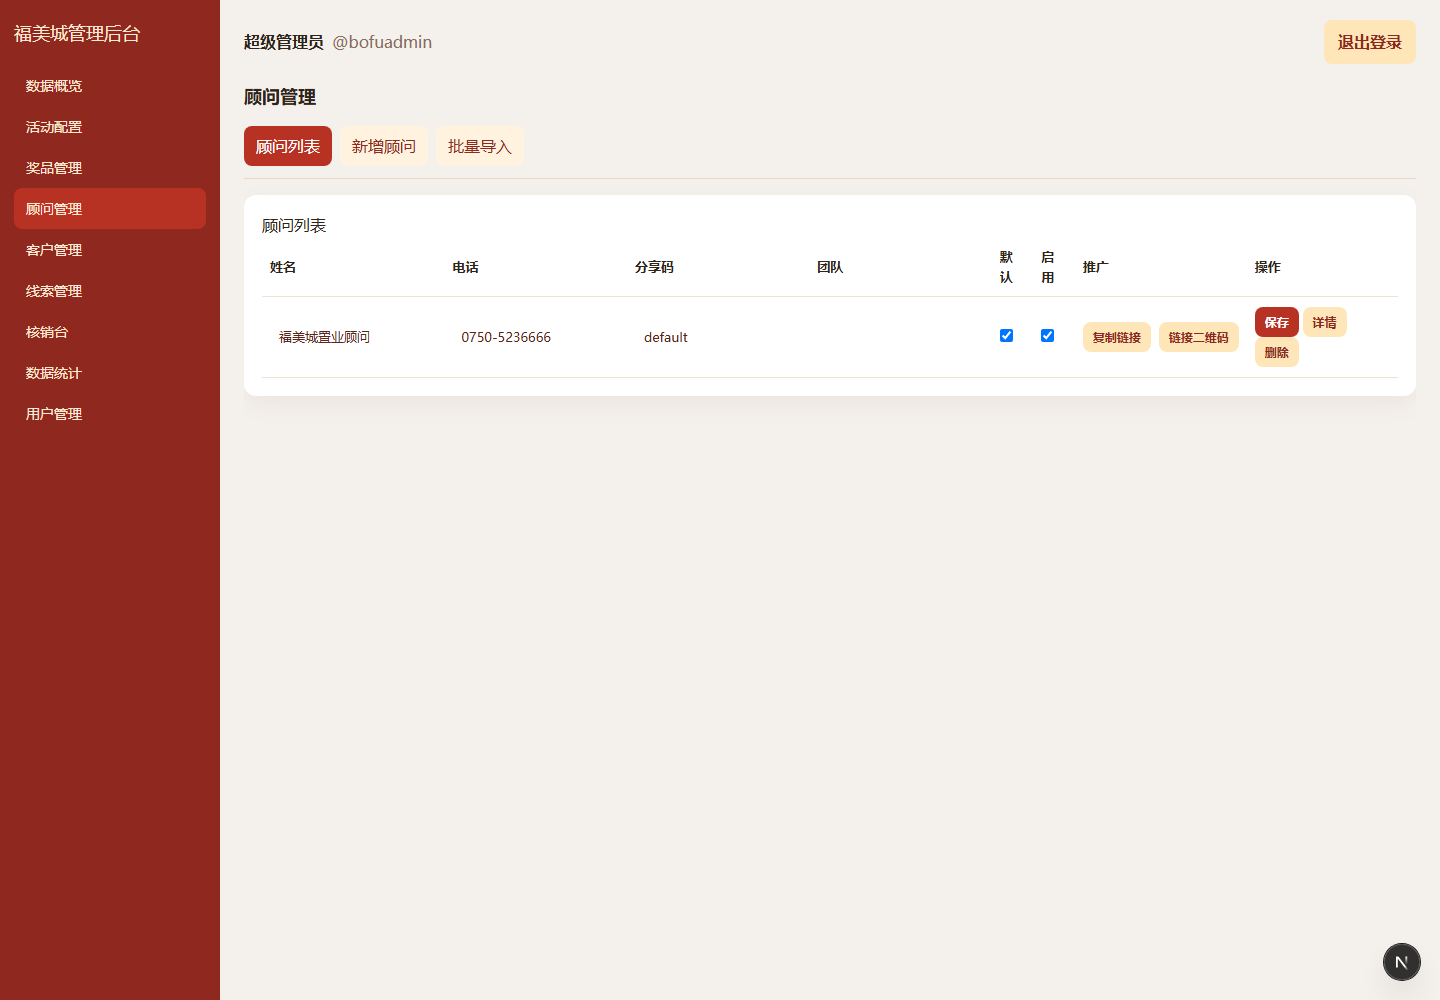 福美城管理后台
数据概览
活动配置
奖品管理
顾问管理
客户管理
线索管理
核销台
数据统计
用户管理
超级管理员 @bofuadmin
退出登录
顾问管理
顾问列表 新增顾问 批量导入
顾问列表
姓名 电话 分享码 团队 默认 启用 推广 操作
福美城置业顾问 0750-5236666 default 复制链接 链接二维码 保存 详情
删除
N